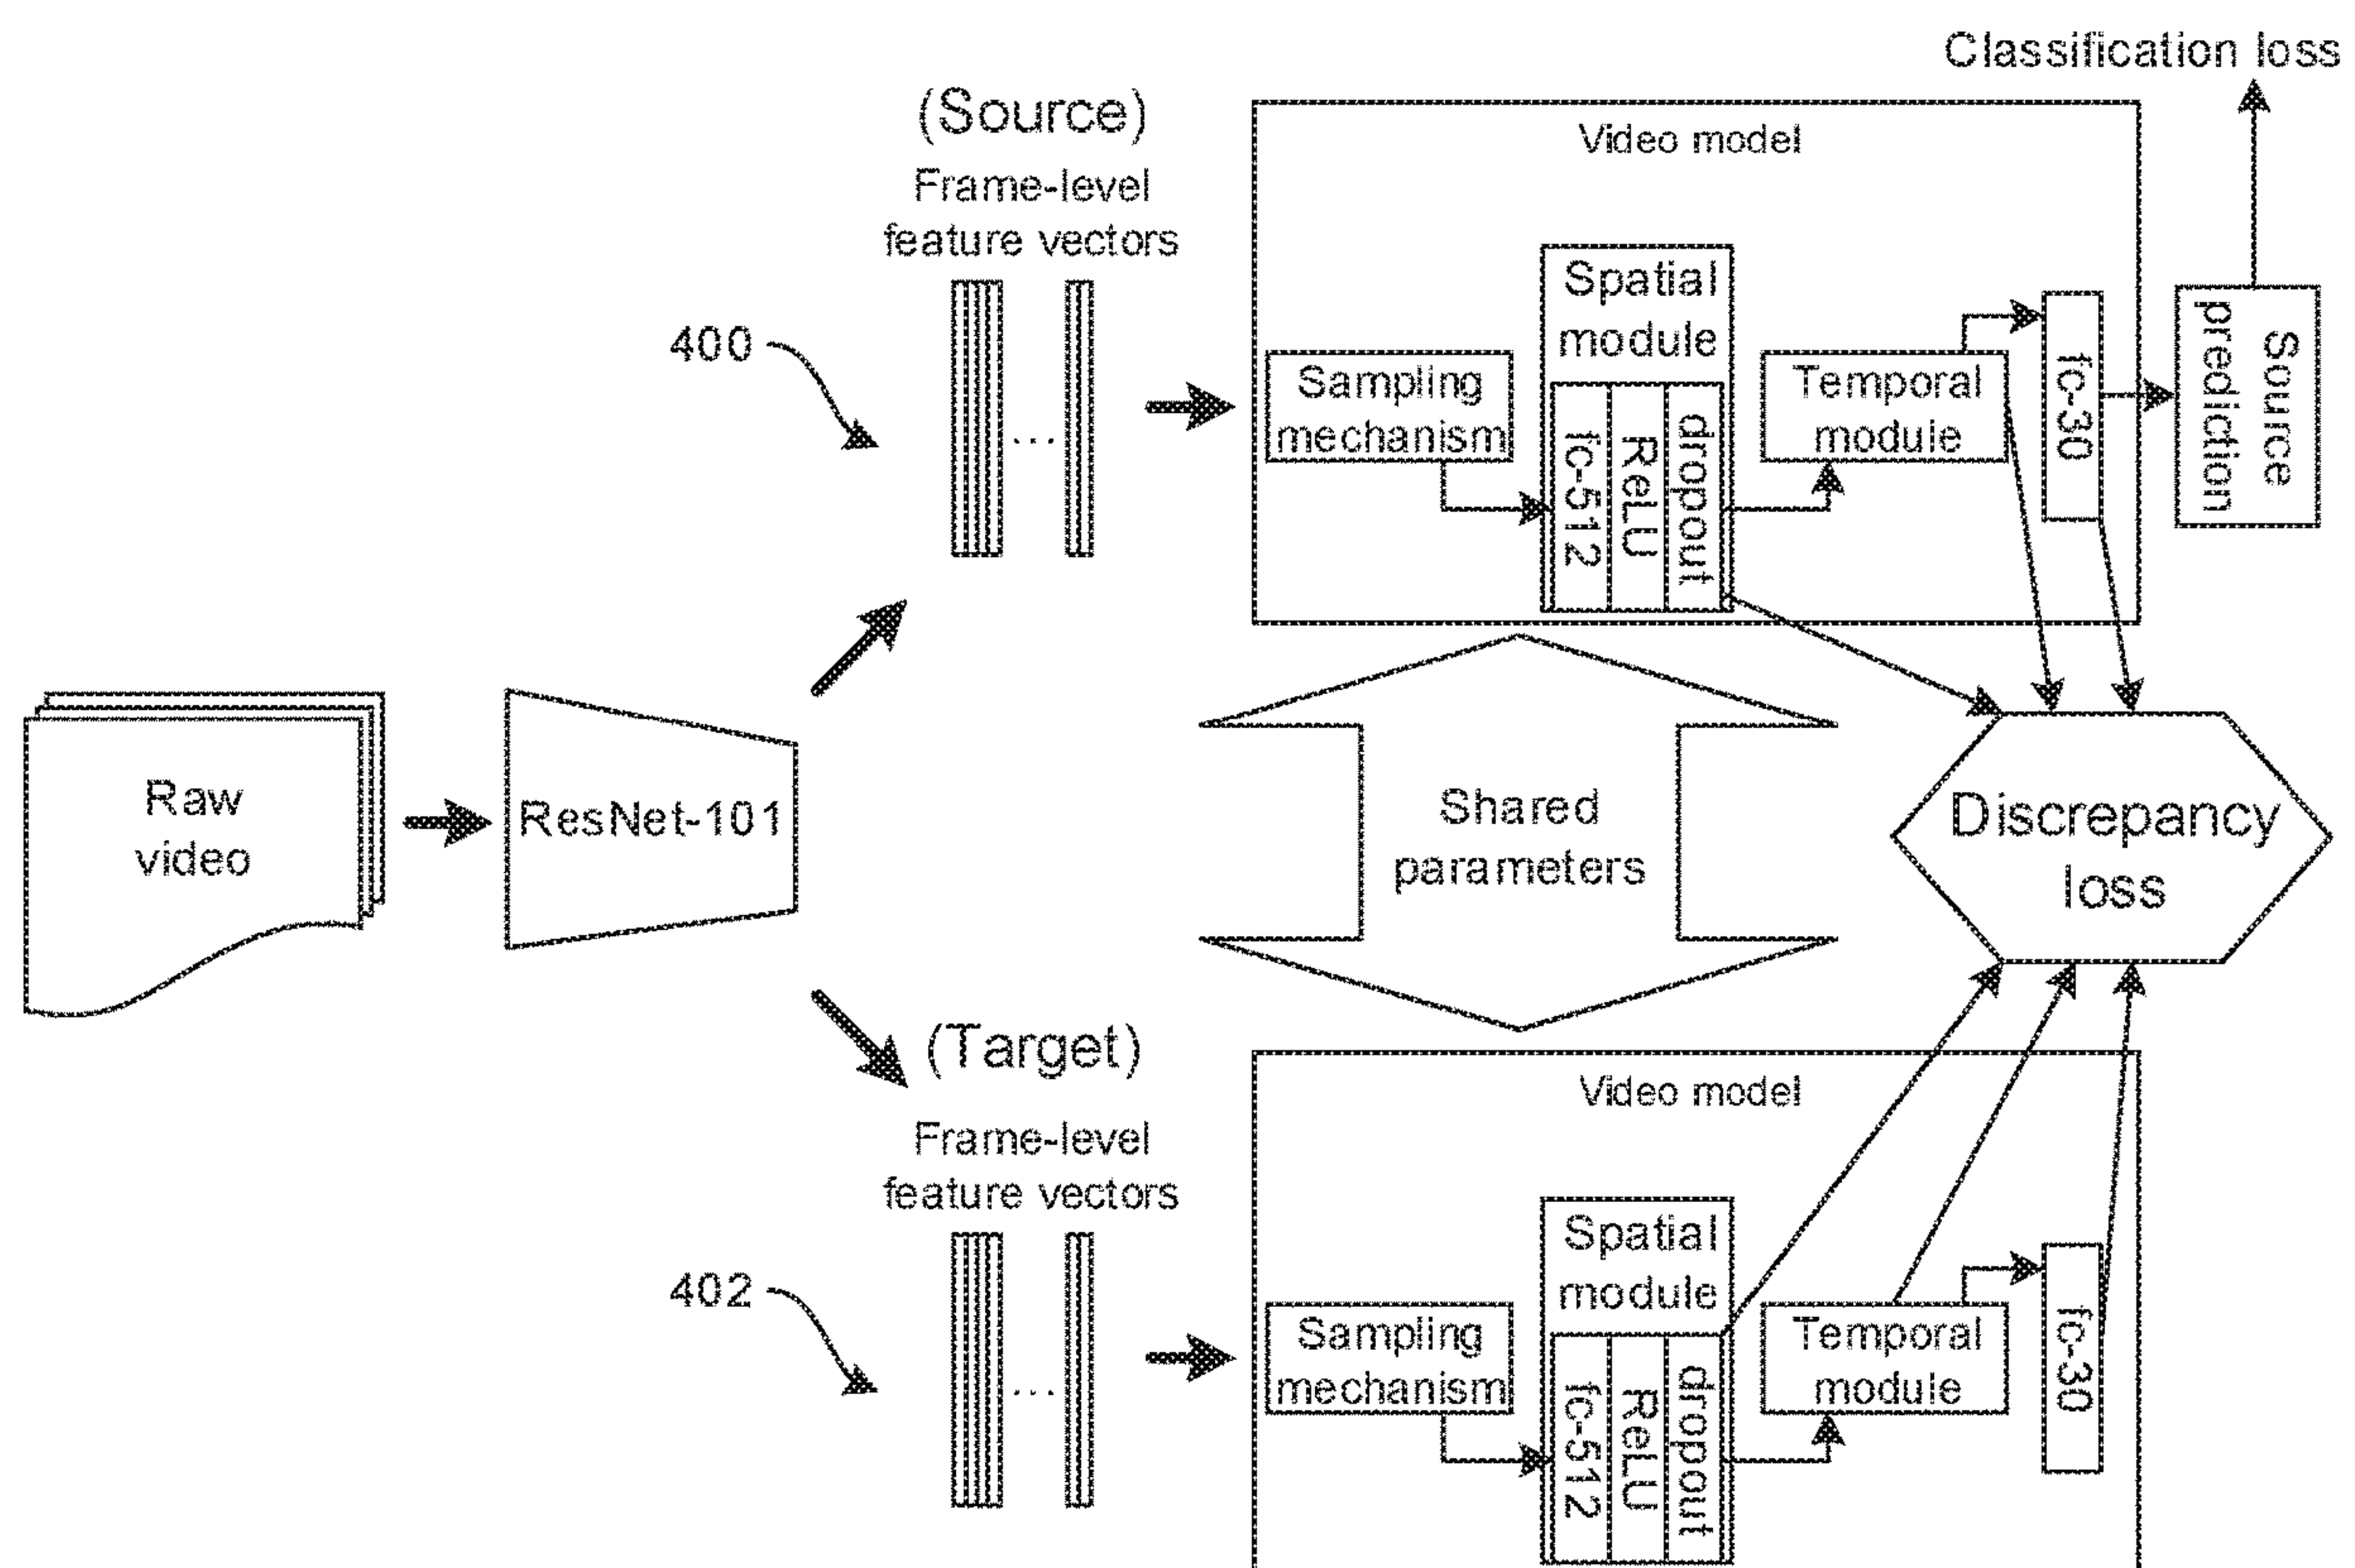 Classification loss
(Source)
Frame-level
feature vectors
400
...
Video model
Sampling
mechanism
Spatial
module
fc-512
ReLU
dropout
Temporal
module
fc-30
Source
prediction
Raw
video
ResNet-101
Shared
parameters
Discrepancy
loss
(Target)
Frame-level
feature vectors
402
...
Video model
Sampling
mechanism
Spatial
module
fc-512
ReLU
dropout
Temporal
module
fc-30